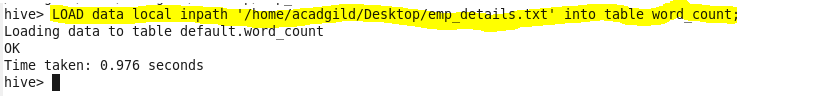 hive> LOAD data local inpath '/home/acadgild/Desktop/emp_details.txt' into table word_count;
Loading data to table default.word_count
OK
Time taken: 0.976 seconds
hive>